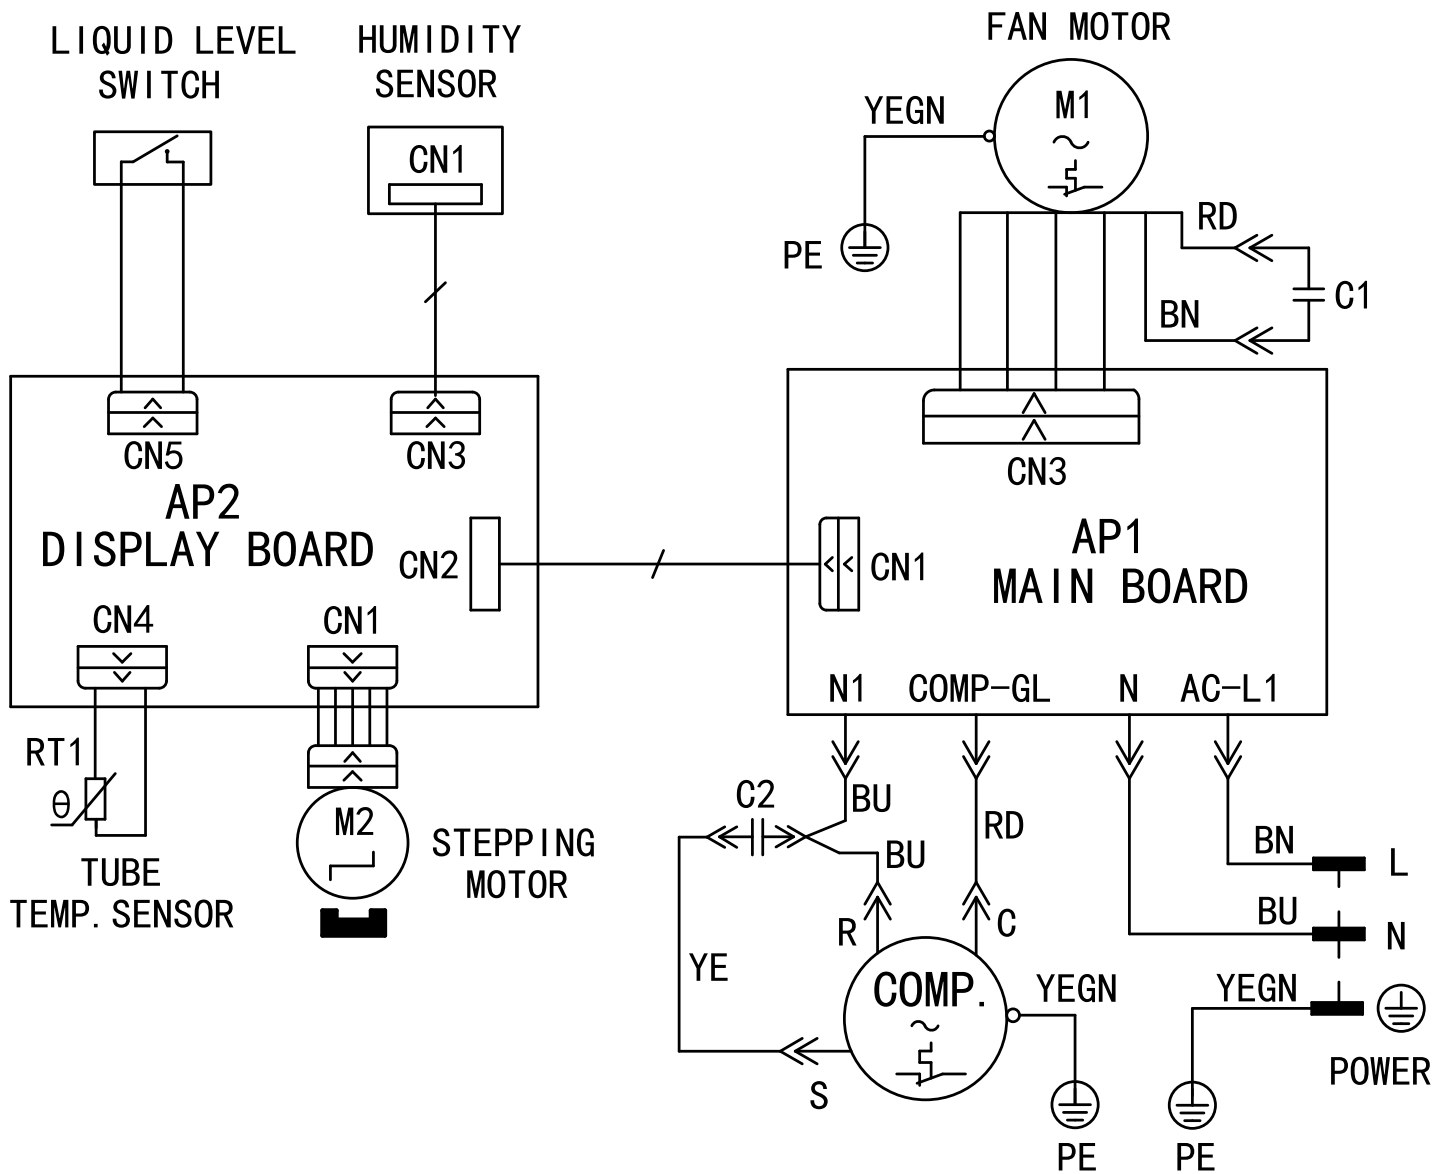 LIQUID LEVEL
SWITCH
HUMIDITY
SENSOR
CN1
FAN MOTOR
M1
YEGN
PE
RD
BN
C1
CN5
CN3
AP2
DISPLAY BOARD
CN2
CN4
CN1
CN3
AP1
MAIN BOARD
CN1
N1
COMP-GL
N
AC-L1
RT1
θ
TUBE
TEMP. SENSOR
M2
STEPPING
MOTOR
C2
BU
BU
RD
R
C
YE
S
COMP.
YEGN
PE
BN
L
BU
N
YEGN
PE
POWER